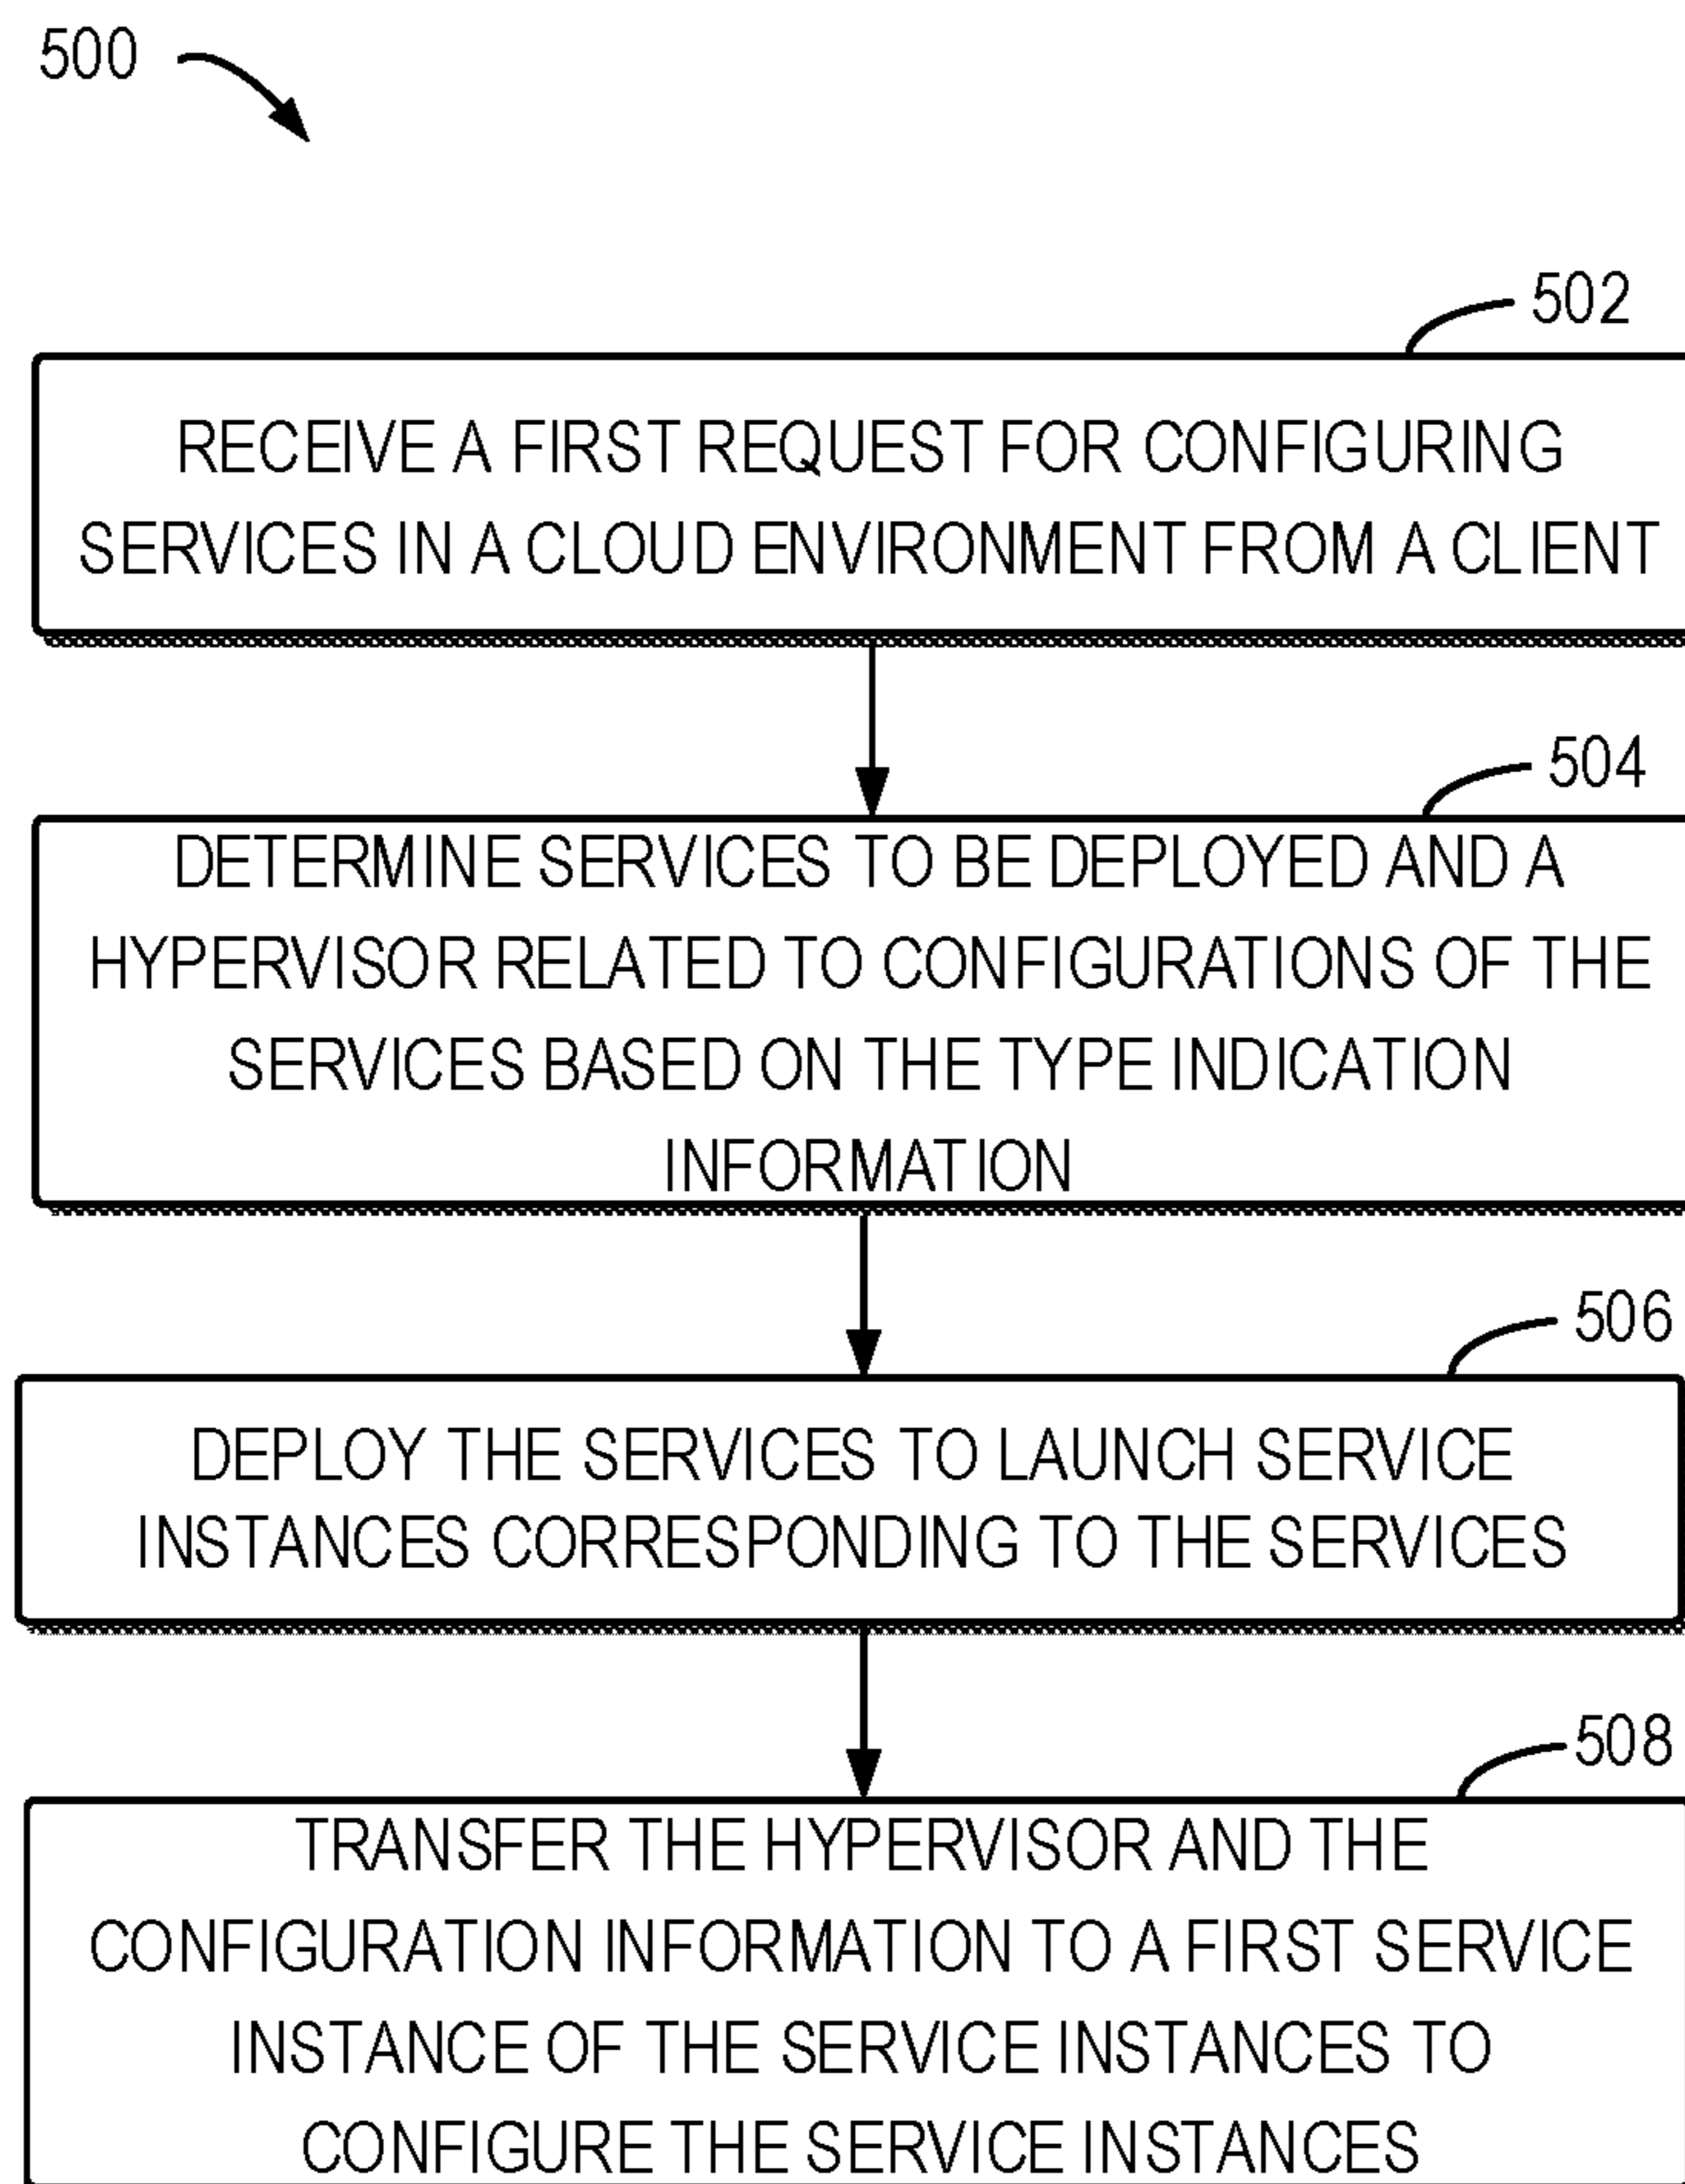 500
502
RECEIVE A FIRST REQUEST FOR CONFIGURING
SERVICES IN A CLOUD ENVIRONMENT FROM A CLIENT
504
DETERMINE SERVICES TO BE DEPLOYED AND A
HYPERVISOR RELATED TO CONFIGURATIONS OF THE
SERVICES BASED ON THE TYPE INDICATION
INFORMATION
506
DEPLOY THE SERVICES TO LAUNCH SERVICE
INSTANCES CORRESPONDING TO THE SERVICES
508
TRANSFER THE HYPERVISOR AND THE
CONFIGURATION INFORMATION TO A FIRST SERVICE
INSTANCE OF THE SERVICE INSTANCES TO
CONFIGURE THE SERVICE INSTANCES